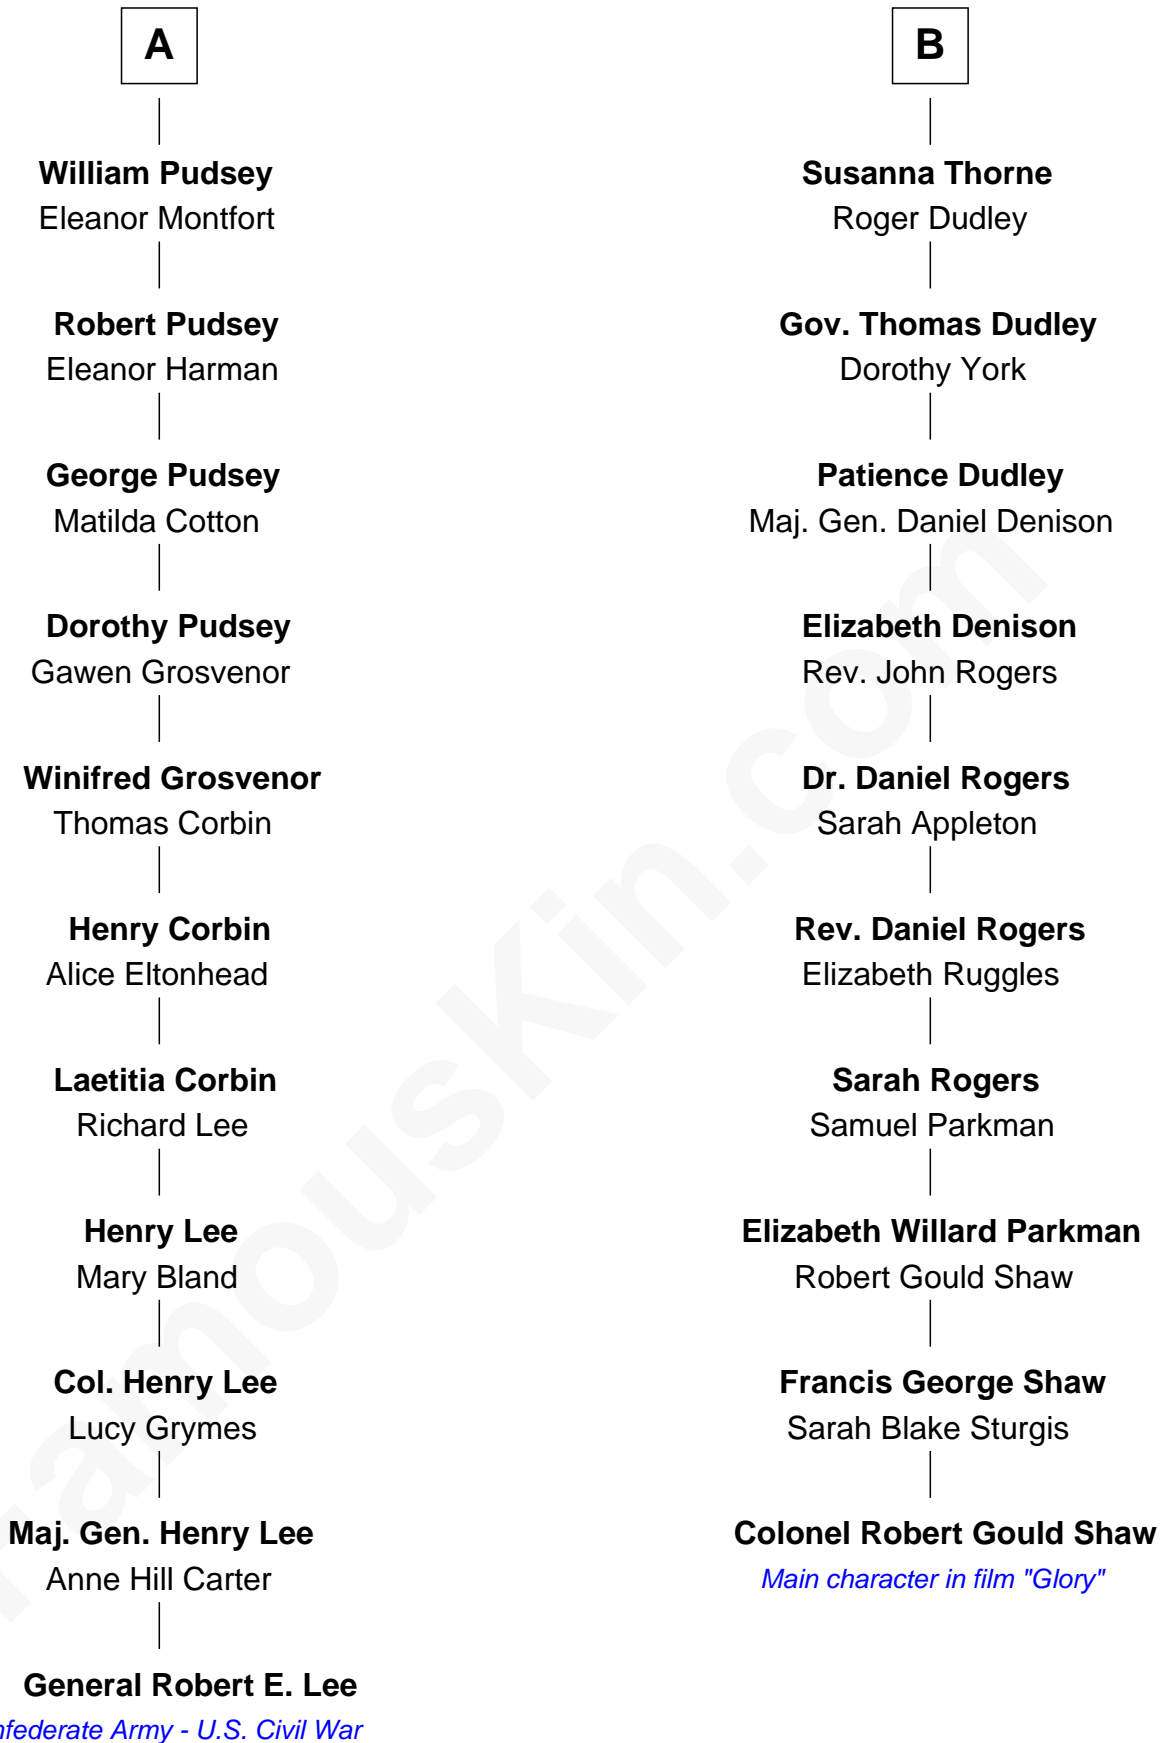 A
William Pudsey
Eleanor Montfort
Robert Pudsey
Eleanor Harman
George Pudsey
Matilda Cotton
Dorothy Pudsey
Gawen Grosvenor
Winifred Grosvenor
Thomas Corbin
Henry Corbin
Alice Eltonhead
Laetitia Corbin
Richard Lee
Henry Lee
Mary Bland
Col. Henry Lee
Lucy Grymes
Maj. Gen. Henry Lee
Anne Hill Carter
General Robert E. Lee
nfederate Army - U.S. Civil War
B
Susanna Thorne
Roger Dudley
Gov. Thomas Dudley
Dorothy York
Patience Dudley
Maj. Gen. Daniel Denison
Elizabeth Denison
Rev. John Rogers
Dr. Daniel Rogers
Sarah Appleton
Rev. Daniel Rogers
Elizabeth Ruggles
Sarah Rogers
Samuel Parkman
Elizabeth Willard Parkman
Robert Gould Shaw
Francis George Shaw
Sarah Blake Sturgis
Colonel Robert Gould Shaw
Main character in film "Glory"
famouskin.com